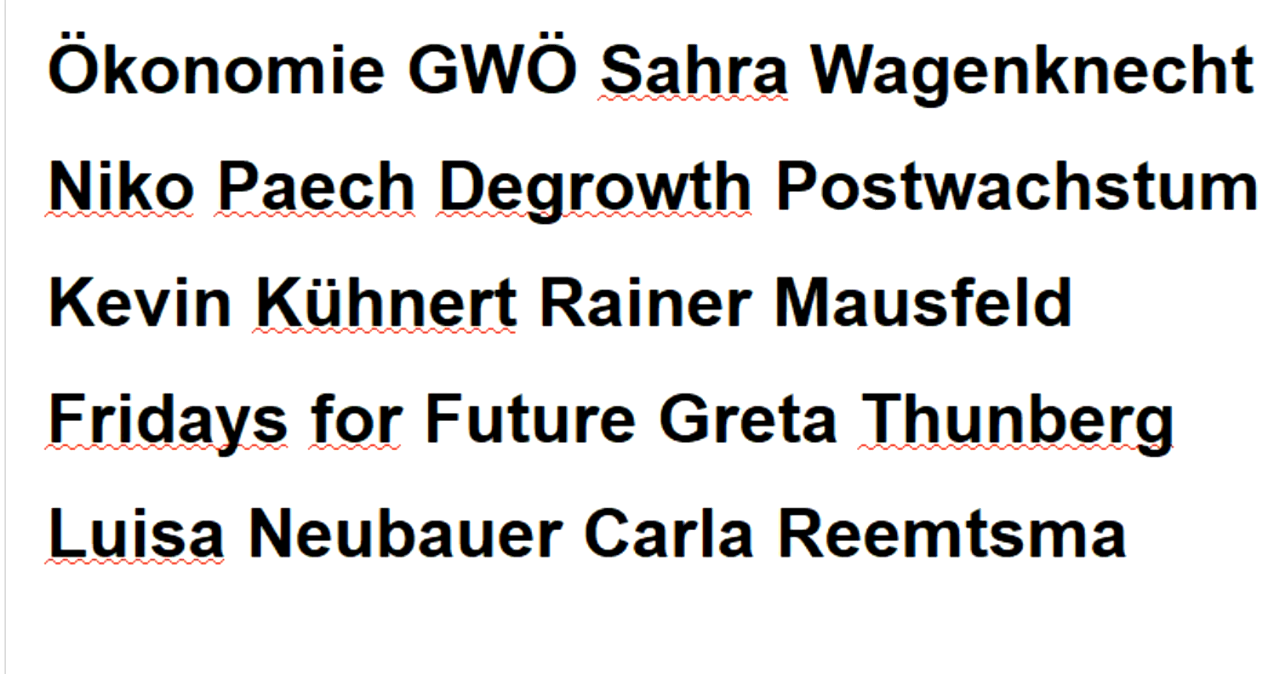 Ökonomie GWÖ Sahra Wagenknecht
Niko Paech Degrowth Postwachstum
Kevin Kühnert Rainer Mausfeld
Fridays for Future Greta Thunberg
Luisa Neubauer Carla Reemtsma